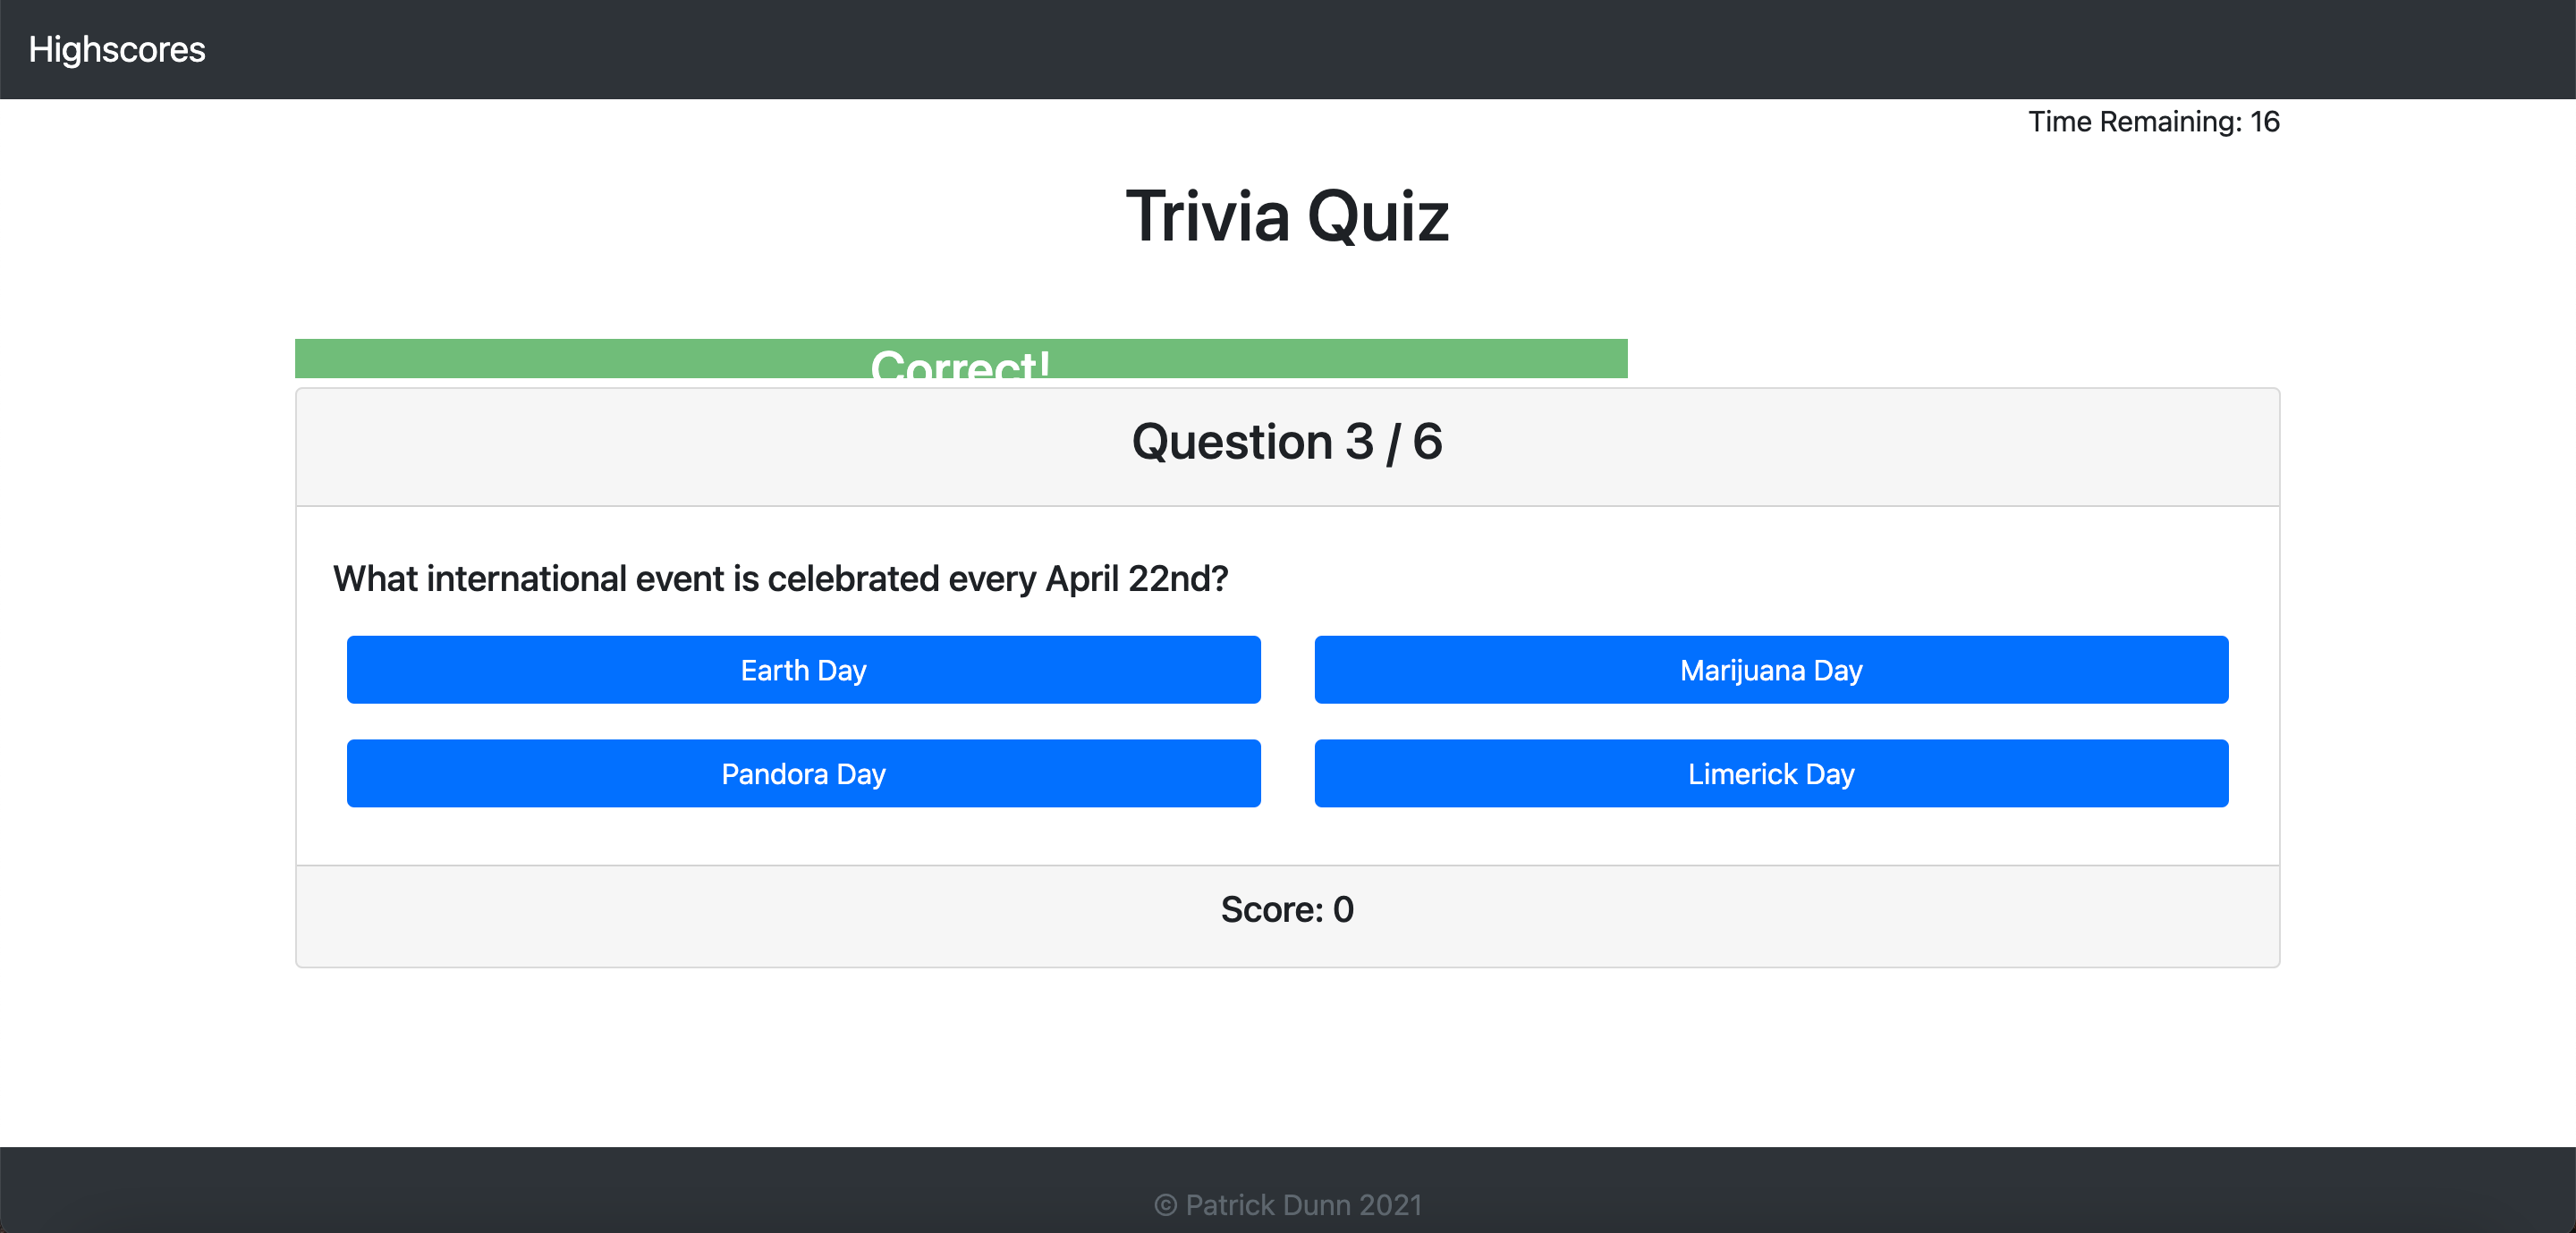 Highscores
Time Remaining: 16
Trivia Quiz
Correct!
Question 3 / 6
What international event is celebrated every April 22nd?
Earth Day
Marijuana Day
Pandora Day
Limerick Day
Score: 0
© Patrick Dunn 2021